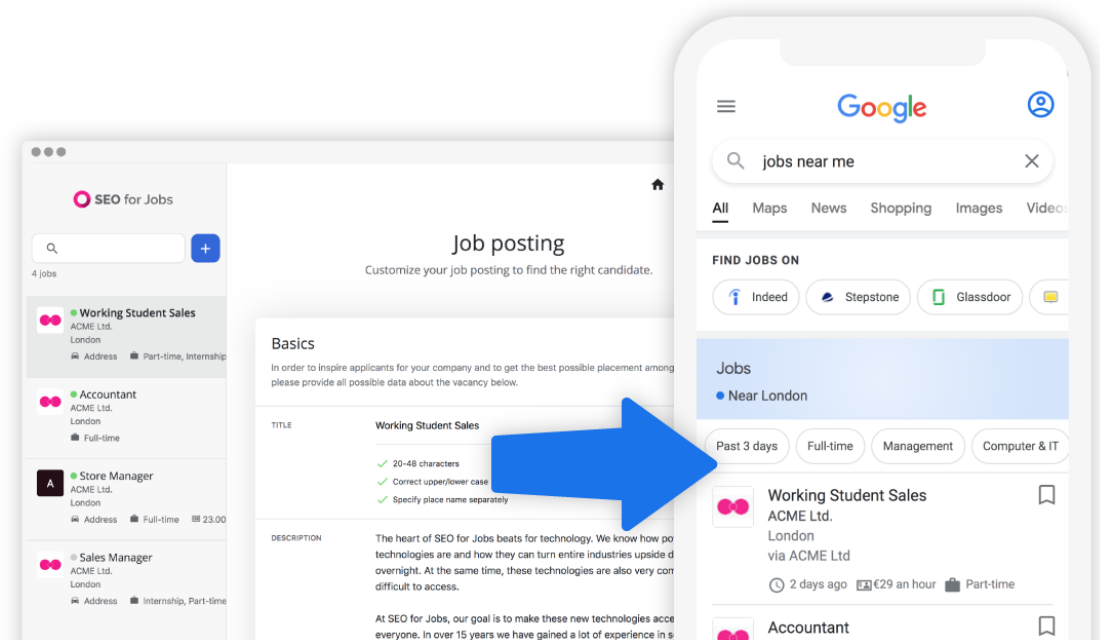 SEO for Jobs
4 jobs
Working Student Sales
ACME Ltd.
London
Address Part-time, Internship
Accountant
ACME Ltd.
London
Full-time
A
Store Manager
ACME Ltd.
London
Address Full-time 23.00
Sales Manager
ACME Ltd.
London
Address Internship, Part-time
Job posting
Customize your job posting to find the right candidate.
Basics
In order to inspire applicants for your company and to get the best possible placement among
please provide all possible data about the vacancy below.
TITLE
Working Student Sales
20-48 characters
Correct upper/lower case
Specify place name separately
DESCRIPTION
The heart of SEO for Jobs beats for technology. We know how
technologies are and how they can turn entire industries upside
overnight. At the same time, these technologies are also very
difficult to access.
At SEO for Jobs, our goal is to make these new technologies
everyone. In over 15 years we have gained a lot of experience in
Google
jobs near me
All Maps News Shopping Images Videos
FIND JOBS ON
Indeed Stepstone Glassdoor
Jobs
Near London
Past 3 days Full-time Management Computer & IT
Working Student Sales
ACME Ltd.
London
via ACME Ltd
2 days ago €29 an hour Part-time
Accountant